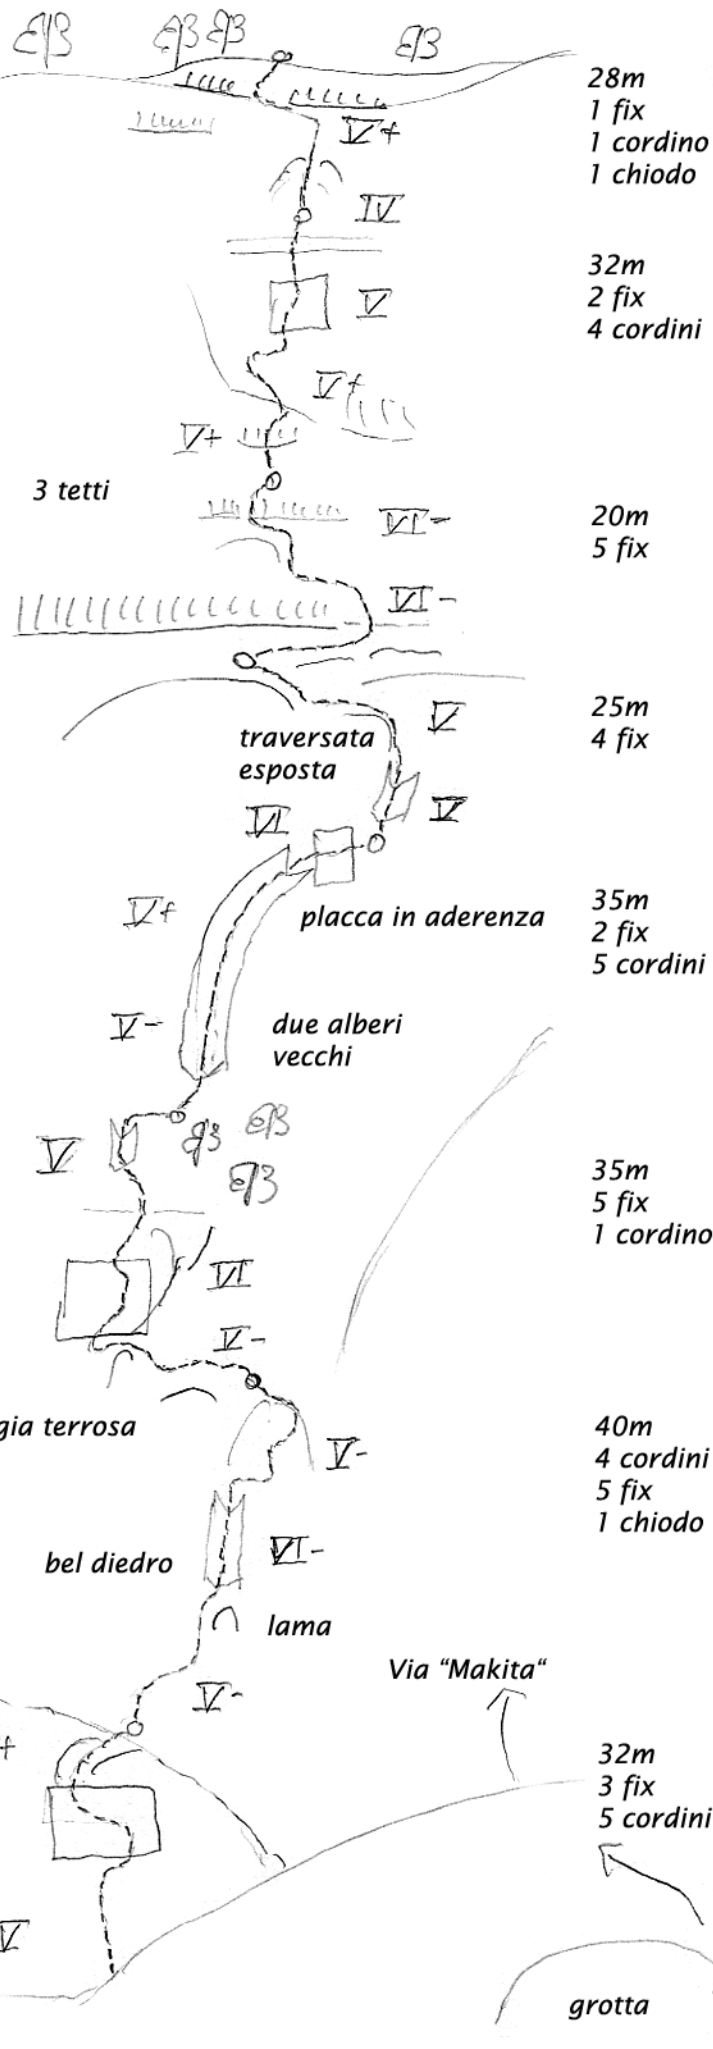 28m
1 fix
1 cordino
1 chiodo
V+
IV
32m
2 fix
4 cordini
V
V+
V+
3 tetti
VI-
20m
5 fix
VI-
25m
4 fix
V
traversata
esposta
V
VI
35m
2 fix
5 cordini
V+
placca in aderenza
V-
due alberi
vecchi
V
35m
5 fix
1 cordino
VI
V-
gia terrosa
40m
4 cordini
5 fix
1 chiodo
V-
bel diedro
VI-
lama
Via "Makita"
V-
+
32m
3 fix
5 cordini
V
grotta